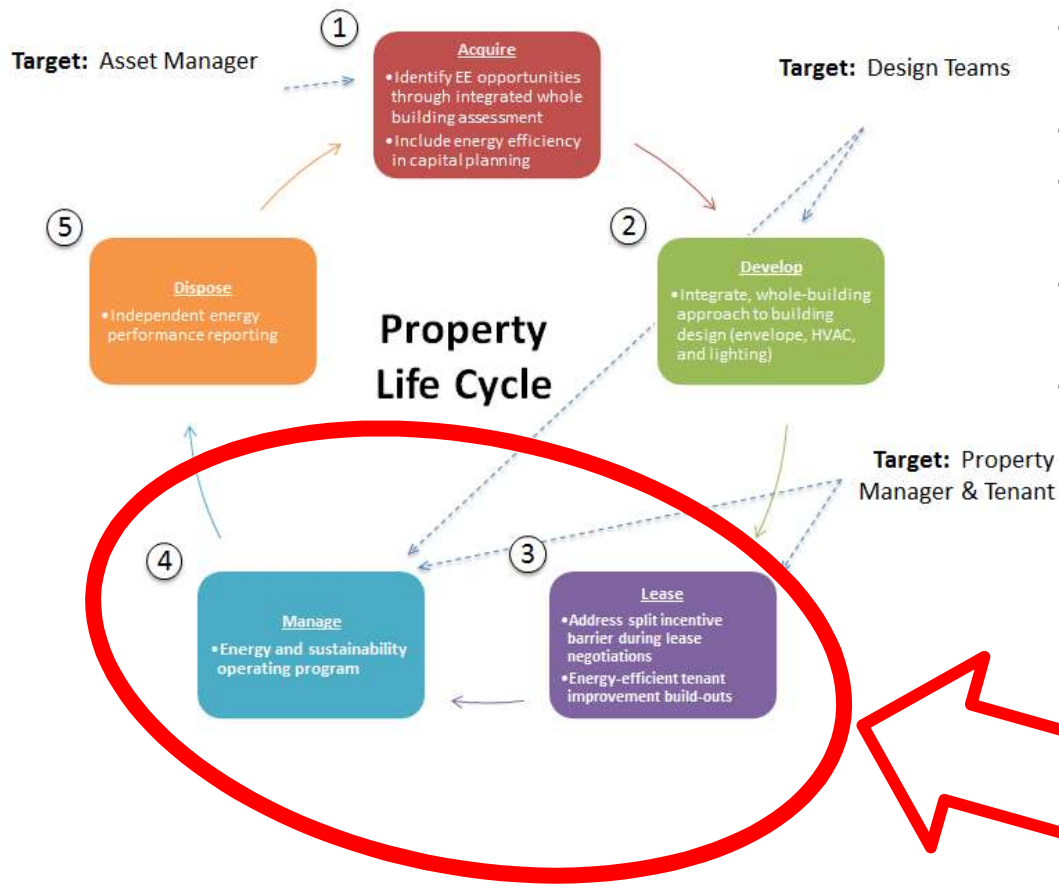 1
Target: Asset Manager
Acquire
•Identify EE opportunities
through integrated whole
building assessment
•Include energy efficiency
in capital planning
Target: Design Teams
5
Dispose
•Independent energy
performance reporting
Property
Life Cycle
2
Develop
•Integrate, whole-building
approach to building
design (envelope, HVAC,
and lighting)
Target: Property
Manager & Tenant
4
Manage
•Energy and sustainability
operating program
3
Lease
•Address split incentive
barrier during lease
negotiations
•Energy-efficient tenant
improvement build-outs